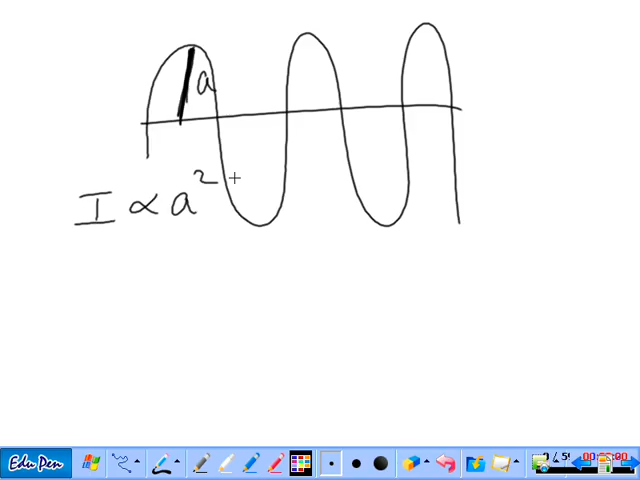 a
I ∝ a²
Edu Pen